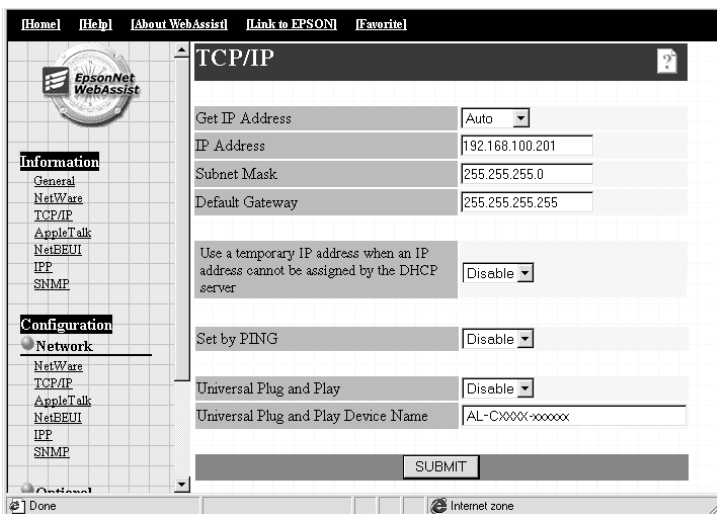 [Home] [Help] [About WebAssist] [Link to EPSON] [Favorite]
EpsonNet
WebAssist
Information
General
NetWare
TCP/IP
AppleTalk
NetBEUI
IPP
SNMP
Configuration
Network
NetWare
TCP/IP
AppleTalk
NetBEUI
IPP
SNMP
Optional
TCP/IP
?
Get IP Address Auto
IP Address 192.168.100.201
Subnet Mask 255.255.255.0
Default Gateway 255.255.255.255
Use a temporary IP address when an IP
address cannot be assigned by the DHCP
server
Disable
Set by PING Disable
Universal Plug and Play Disable
Universal Plug and Play Device Name AL-CXXXX-xxxxxx
SUBMIT
Done Internet zone